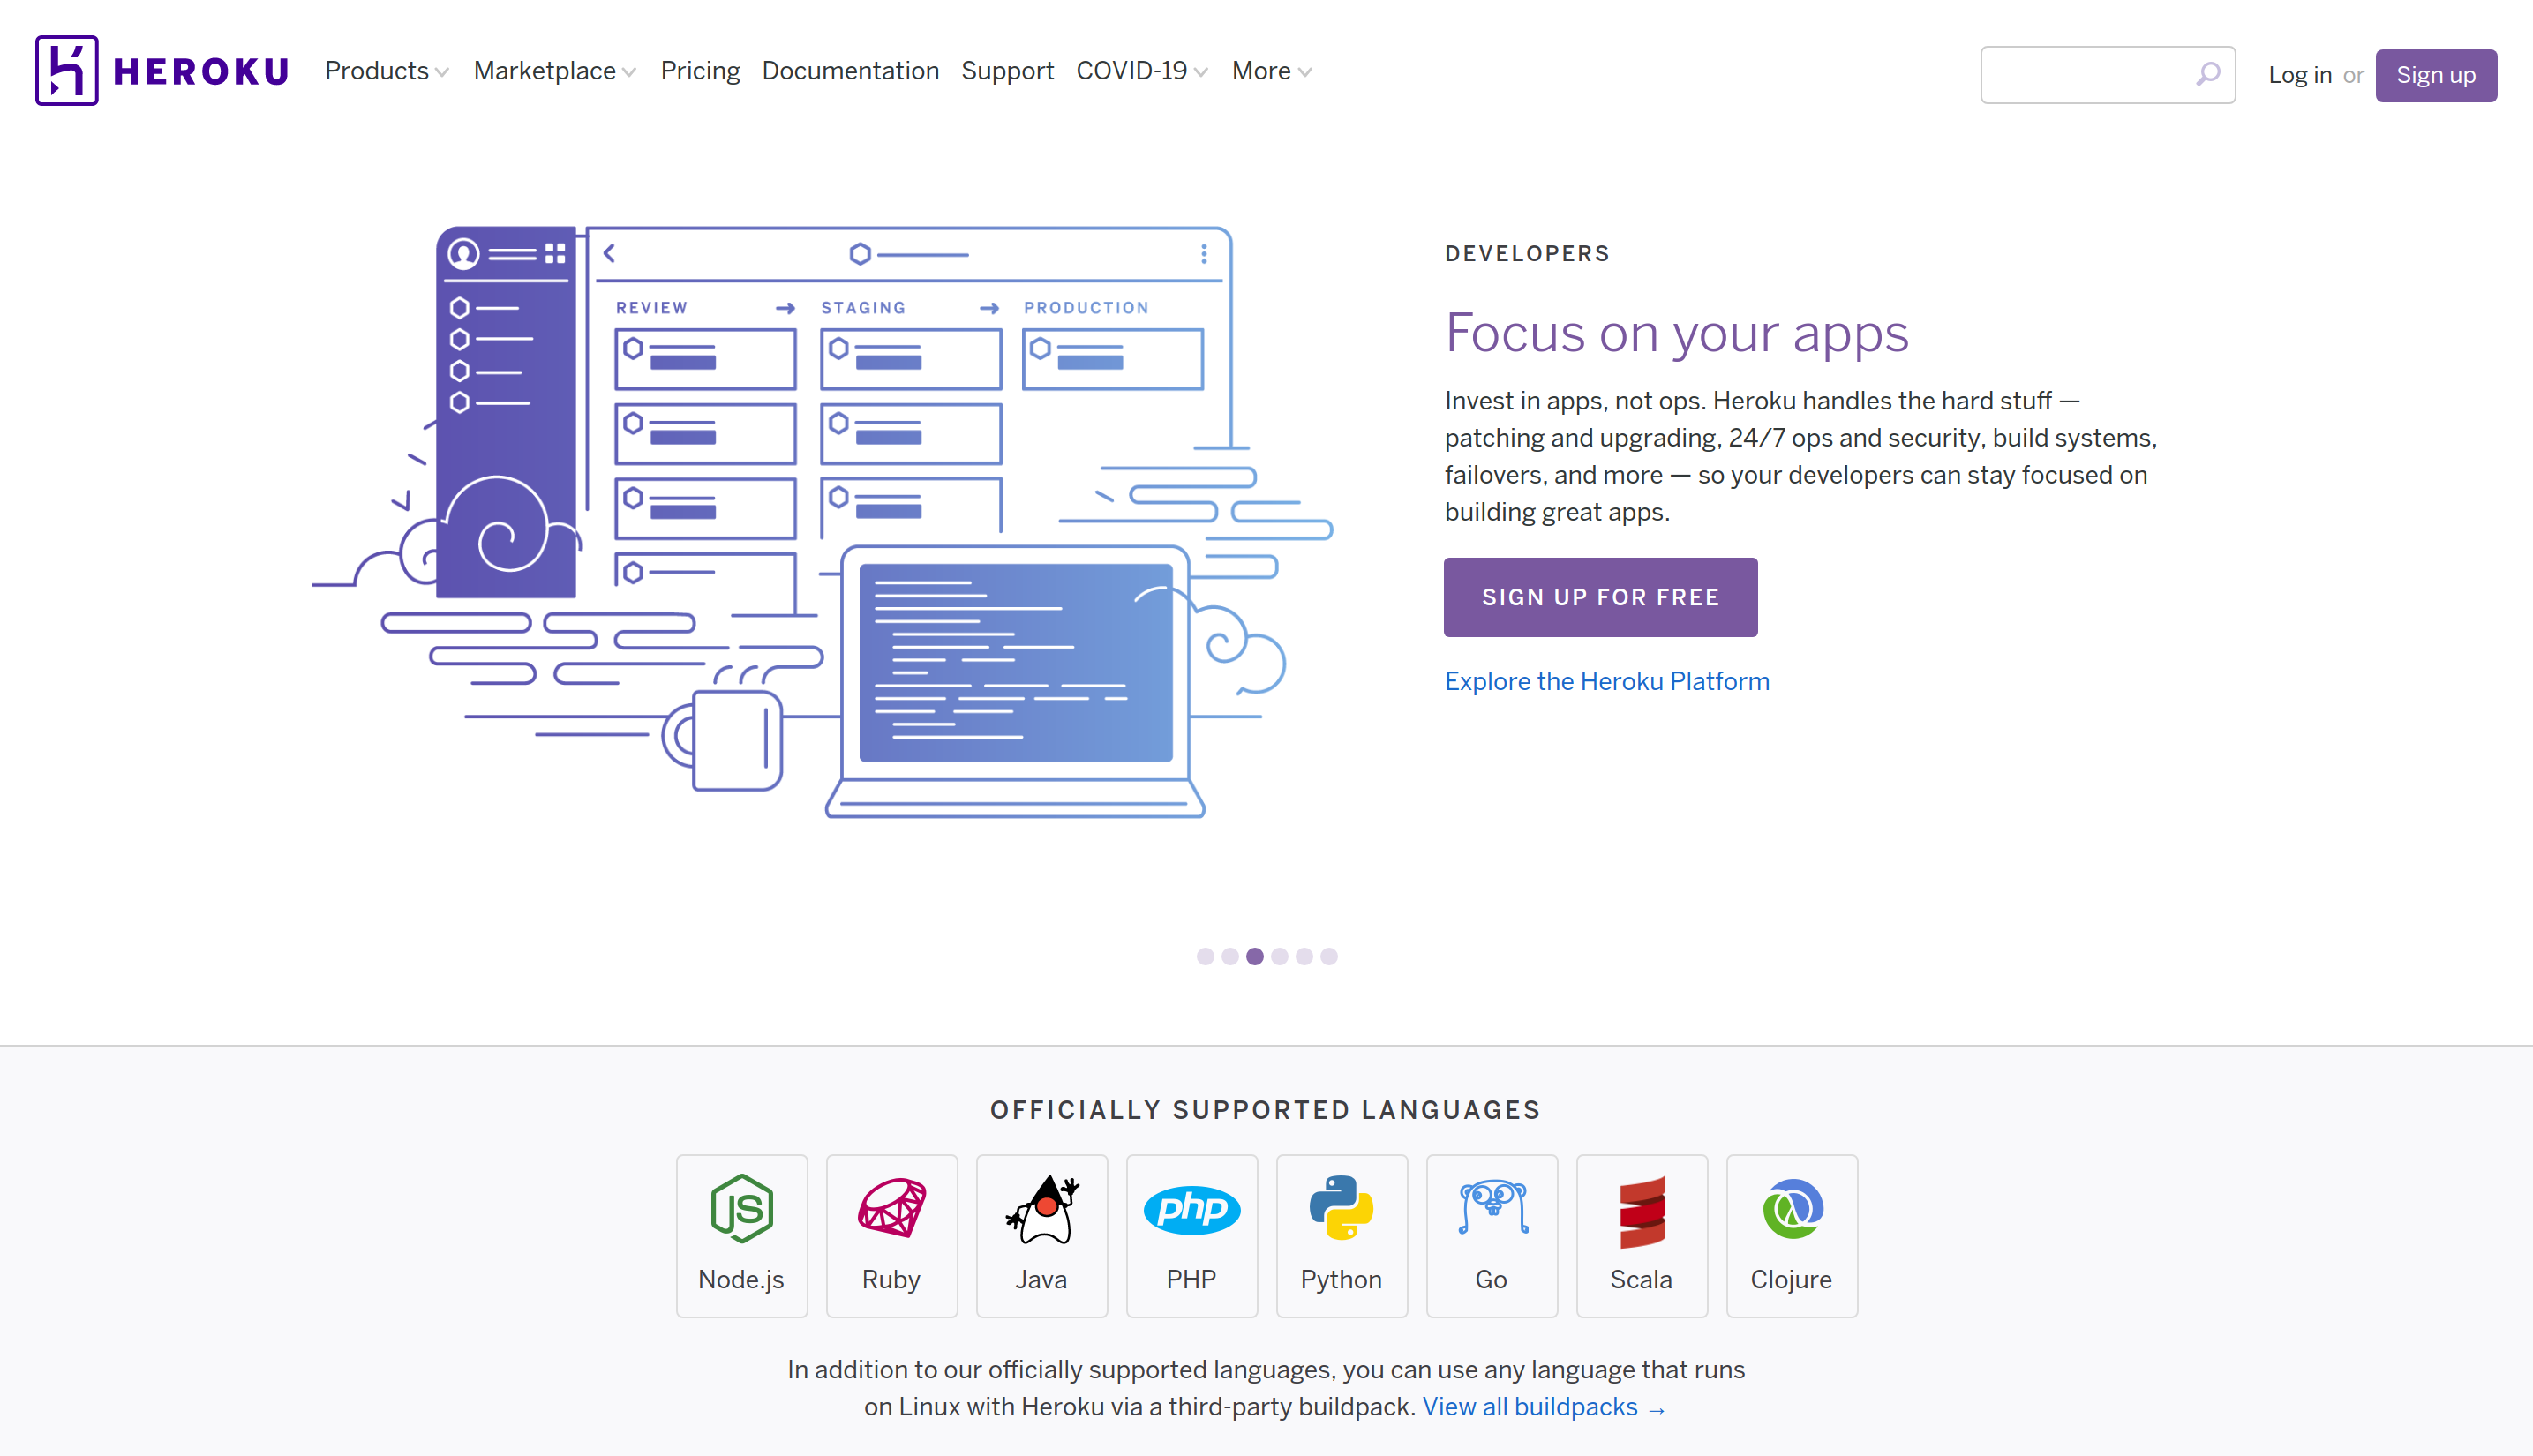 HEROKU Products Marketplace Pricing Documentation Support COVID-19 More Log in or Sign up
DEVELOPERS
Focus on your apps
Invest in apps, not ops. Heroku handles the hard stuff —
patching and upgrading, 24/7 ops and security, build systems,
failovers, and more — so your developers can stay focused on
building great apps.
SIGN UP FOR FREE
Explore the Heroku Platform
REVIEW → STAGING → PRODUCTION
OFFICIALLY SUPPORTED LANGUAGES
JS
php
Node.js Ruby Java PHP Python Go Scala Clojure
In addition to our officially supported languages, you can use any language that runs
on Linux with Heroku via a third-party buildpack. View all buildpacks →